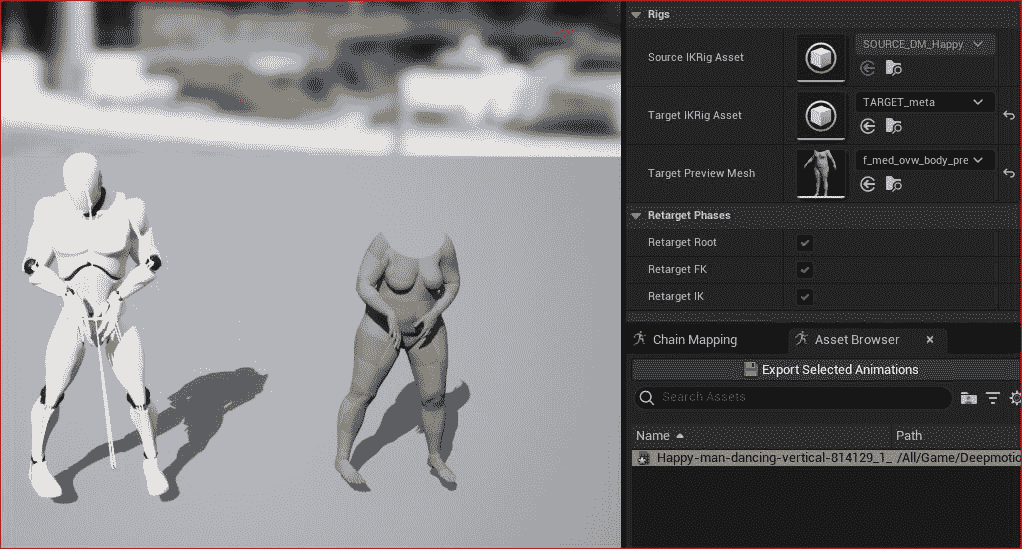 Rigs
Source IKRig Asset
SOURCE_DM_Happy
Target IKRig Asset
TARGET_meta
Target Preview Mesh
f_med_ovw_body_pre
Retarget Phases
Retarget Root
Retarget FK
Retarget IK
Chain Mapping
Asset Browser
Export Selected Animations
Search Assets
Name
Path
Happy-man-dancing-vertical-814129_1_
/All/Game/Deepmotio